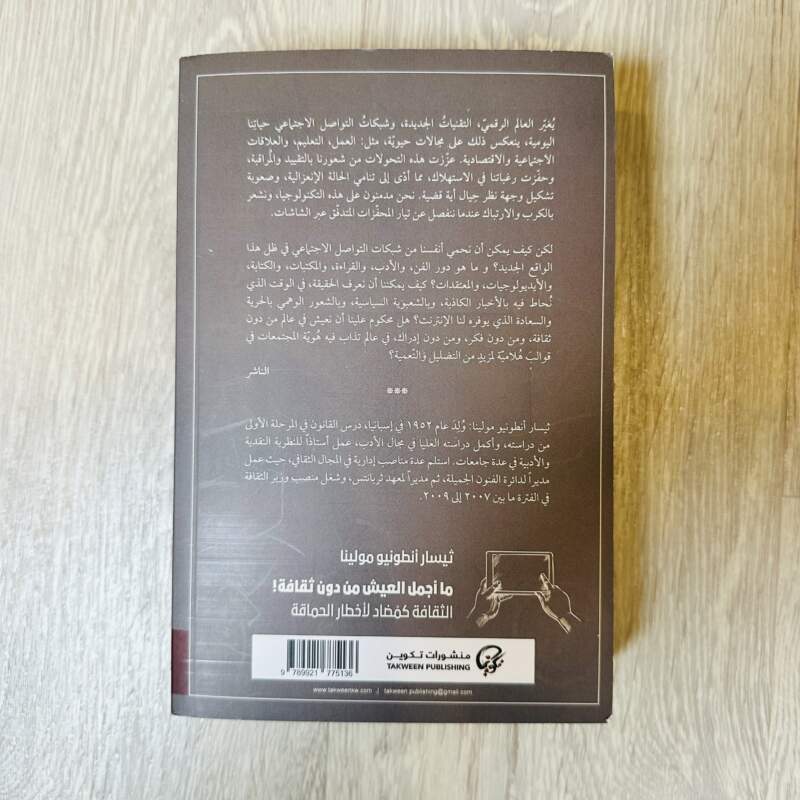 يُغيّر العالم الرقميّ، التقنيات الجديدة، وشبكاتُ التواصل الاجتماعي حياتنا
اليومية، ينعكس ذلك على مجالات حيويّة، مثل: العمل، التعليم، والعلاقات
الاجتماعية والاقتصادية. عزّزت هذه التحولات من شعورنا بالتقييد والمُراقبة،
وحفّزت رغباتنا في الاستهلاك، مما أدّى إلى تنامي الحالة الإنعزالية، وصعوبة
تشكيل وجهة نظر حِيال أية قضية. نحن مدمنون على هذه التكنولوجيا، ونشعر
بالكرب والارتباك عندما ننفصل عن تيار المحفّزات المتدفّق عبر الشاشات.
لكن كيف يمكن أن نحمي أنفسنا من شبكات التواصل الاجتماعي في ظل هذا
الواقع الجديد؟ و ما هو دور الفن، والأدب، والقراءة، والمكتبات، والكتابة،
والأيديولوجيات، والمعتقدات؟ كيف يمكننا أن نعرف الحقيقة، في الوقت الذي
نُحاط فيه بالأخبار الكاذبة، وبالشعبوية السياسية، وبالشعور الوهمي بالحرية
والسعادة الذي يوفره لنا الإنترنت؟ هل محكوم علينا أن نعيش في عالم من دون
ثقافة، ومن دون فكر، ومن دون إدراك، في عالم تذاب فيه هُويّة المجتمعات في
قوالبَ هُلاميّة لمزيدٍ من التضليل والتّعمية؟
الناشر
***
ثيسار أنطونيو مولينا: وُلِدَ عام ١٩٥٢ في إسبانيا، درس القانون في المرحلة الأولى
من دراسته، وأكمل دراسته العليا في مجال الأدب، عمل أستاذاً للنظرية النقدية
والأدبية في عدة جامعات. استلم عدة مناصب إدارية في المجال الثقافي، حيث عمل
مديراً لدائرة الفنون الجميلة، ثم مديراً لمعهد ثربانتس، وشغل منصب وزير الثقافة
في الفترة ما بين ٢٠٠٧ إلى ٢٠٠٩.
ثيسار أنطونيو مولينا
ما أجمل العيش من دون ثقافة!
الثقافة كمُضاد لأخطار الحماقة
منشورات تكوين
TAKWEEN PUBLISHING
تكوين
9 789921 775136
www.takweenkw.com | takween.publishing@gmail.com